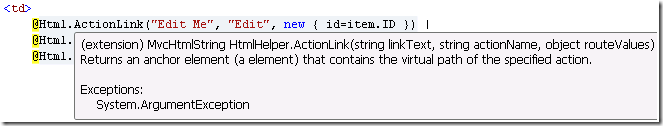 <td>
@Html.ActionLink("Edit Me", "Edit", new { id=item.ID }) |
@Html.
@Html.
(extension) MvcHtmlString HtmlHelper.ActionLink(string linkText, string actionName, object routeValues)
Returns an anchor element (a element) that contains the virtual path of the specified action.
Exceptions:
System.ArgumentException